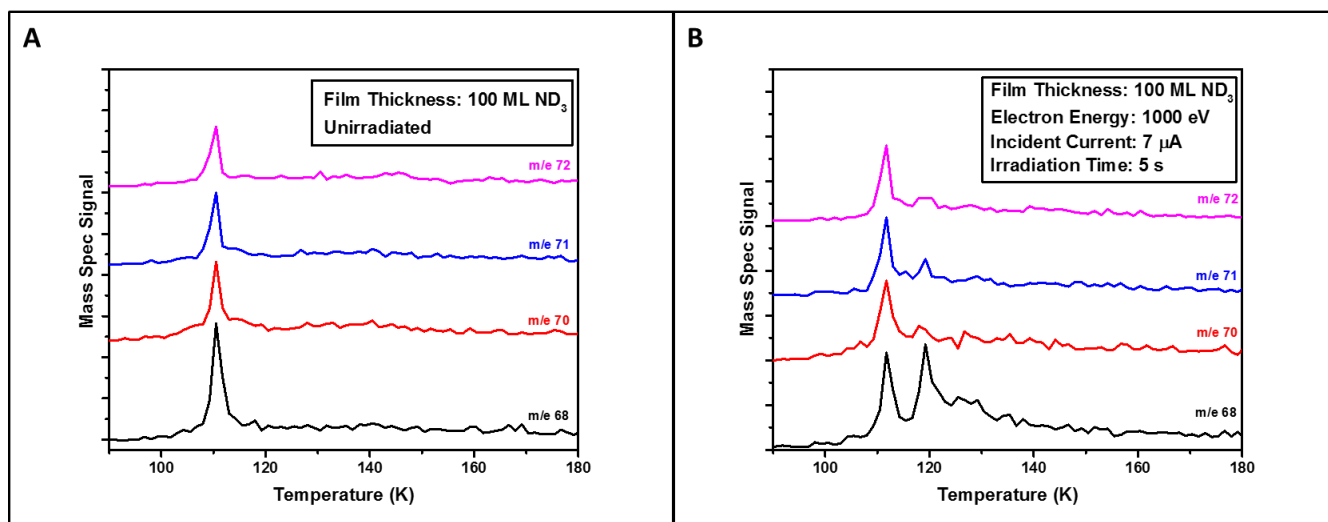 A
Film Thickness: 100 ML ND3
Unirradiated
m/e 72
m/e 71
m/e 70
m/e 68
Mass Spec Signal
100 120 140 160 180
Temperature (K)
B
Film Thickness: 100 ML ND3
Electron Energy: 1000 eV
Incident Current: 7 μA
Irradiation Time: 5 s
m/e 72
m/e 71
m/e 70
m/e 68
Mass Spec Signal
100 120 140 160 180
Temperature (K)